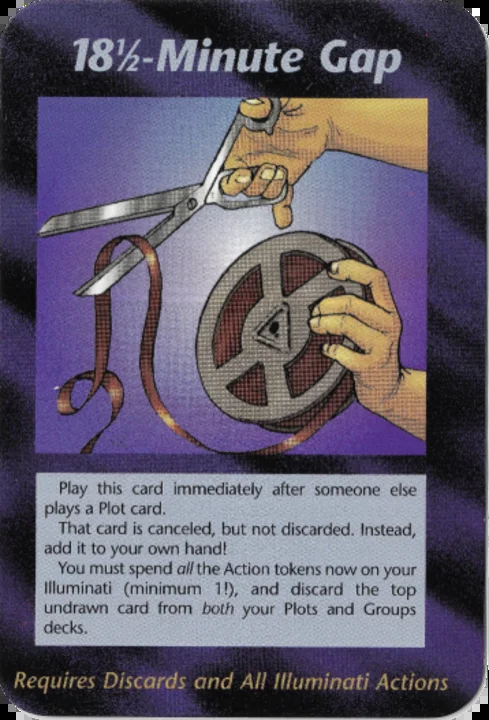 18½-Minute Gap
Play this card immediately after someone else
plays a Plot card.
That card is canceled, but not discarded. Instead,
add it to your own hand!
You must spend all the Action tokens now on your
Illuminati (minimum 1!), and discard the top
undrawn card from both your Plots and Groups
decks.
Requires Discards and All Illuminati Actions